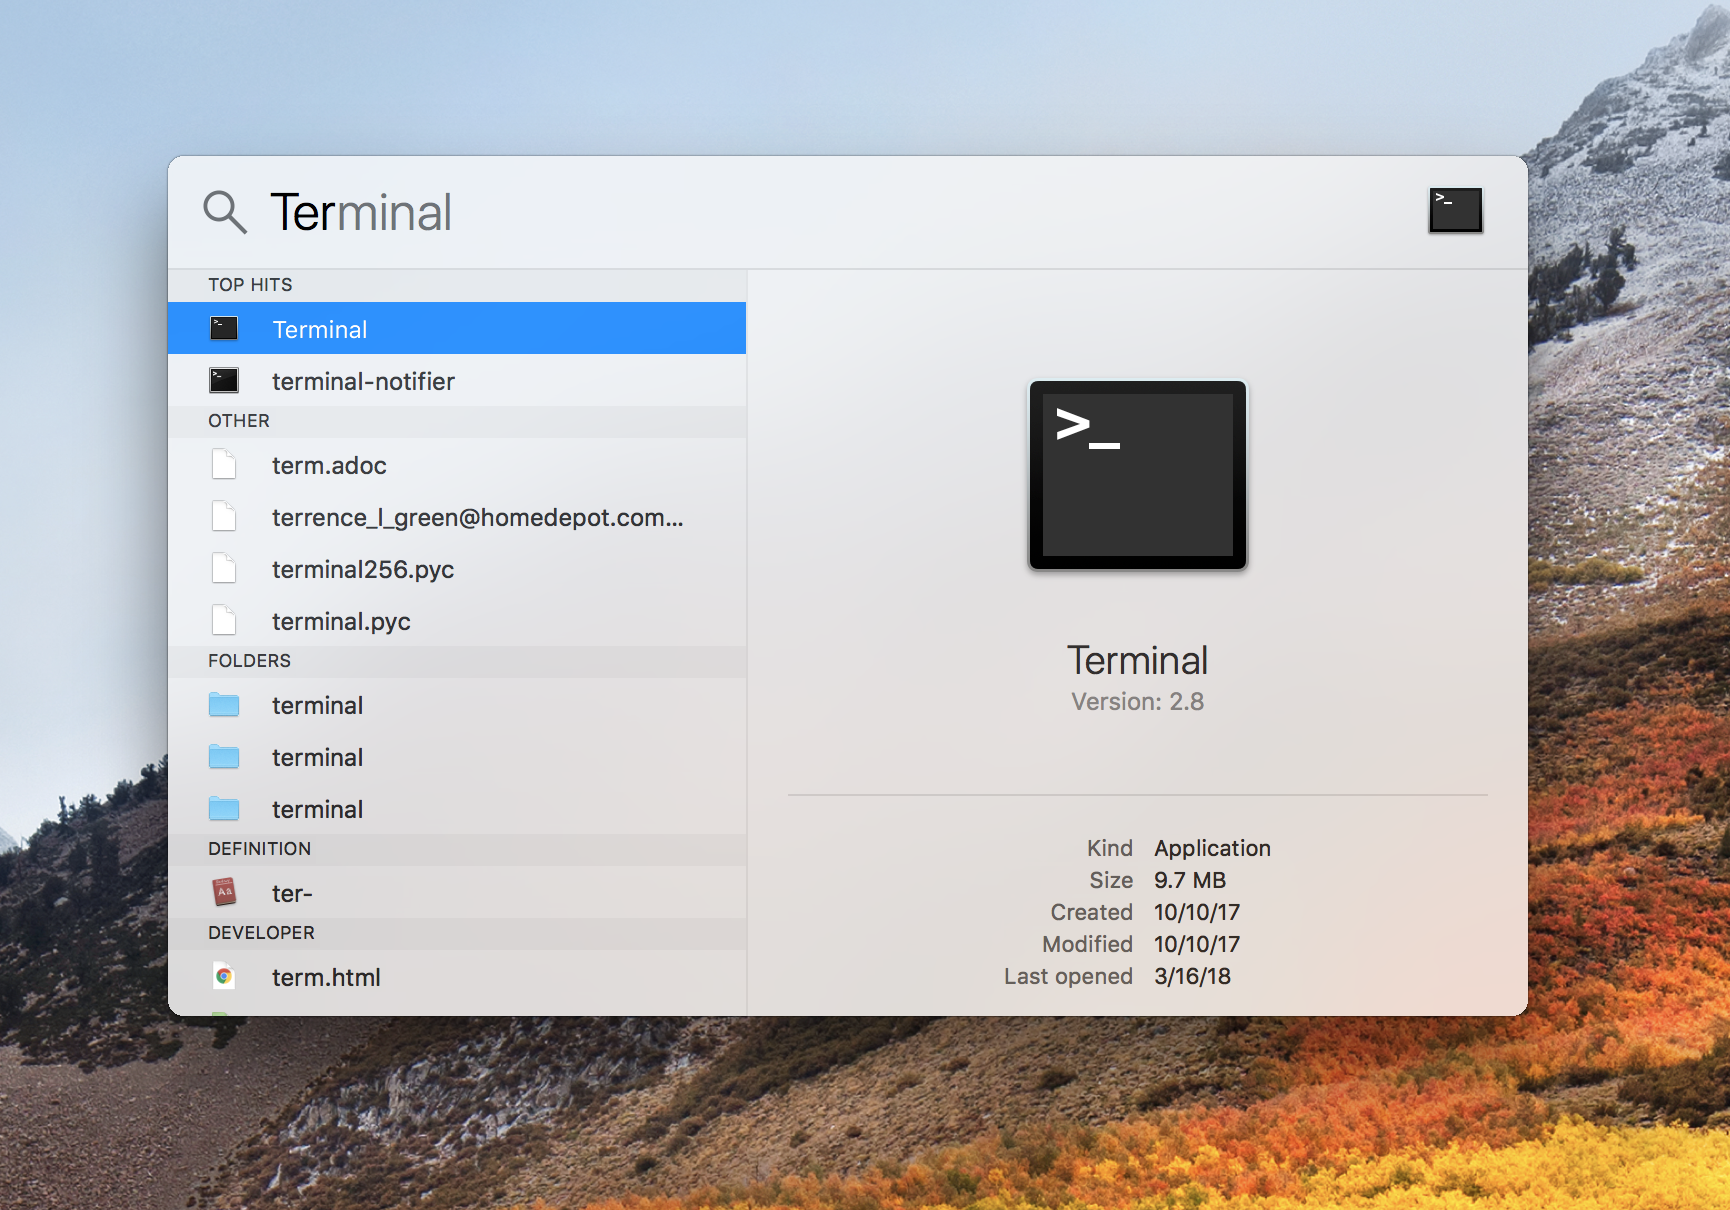 Terminal
TOP HITS
Terminal
terminal-notifier
OTHER
term.adoc
terrence_l_green@homedepot.com...
terminal256.pyc
terminal.pyc
FOLDERS
terminal
terminal
terminal
DEFINITION
ter-
DEVELOPER
term.html
>_
Terminal
Version: 2.8
Kind Application
Size 9.7 MB
Created 10/10/17
Modified 10/10/17
Last opened 3/16/18